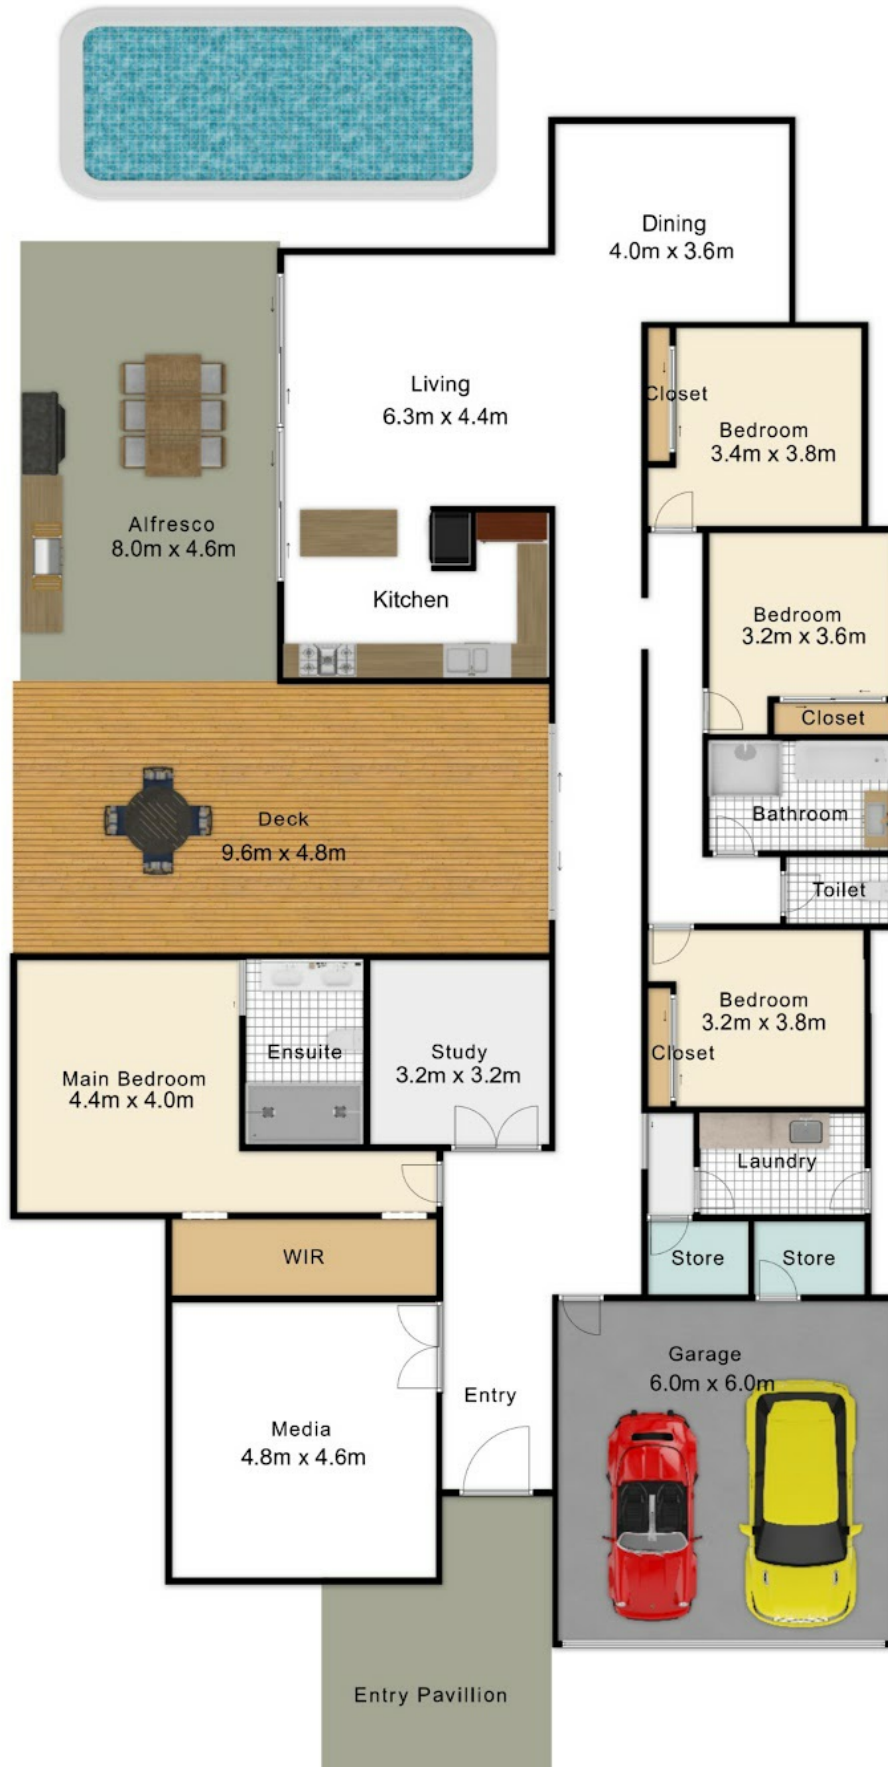 Dining
4.0m x 3.6m
Living
6.3m x 4.4m
Closet
Bedroom
3.4m x 3.8m
Alfresco
8.0m x 4.6m
Kitchen
Bedroom
3.2m x 3.6m
Closet
Deck
9.6m x 4.8m
Bathroom
Toilet
Main Bedroom
4.4m x 4.0m
Ensuite
Study
3.2m x 3.2m
Bedroom
3.2m x 3.8m
Closet
Laundry
WIR
Store
Store
Garage
6.0m x 6.0m
Entry
Media
4.8m x 4.6m
Entry Pavillion